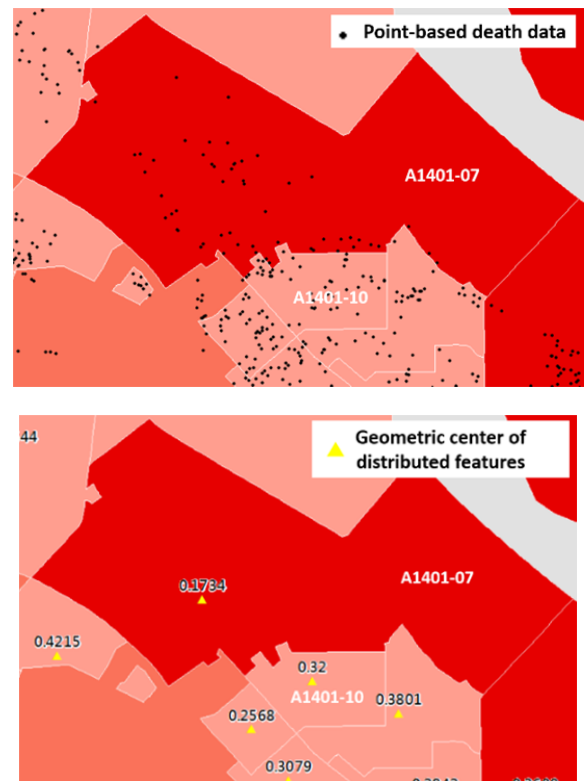 Point-based death data
A1401-07
A1401-10
Geometric center of
distributed features
44
A1401-07
0.1734
0.4215
0.32
A1401-10
0.3801
0.2568
0.3079